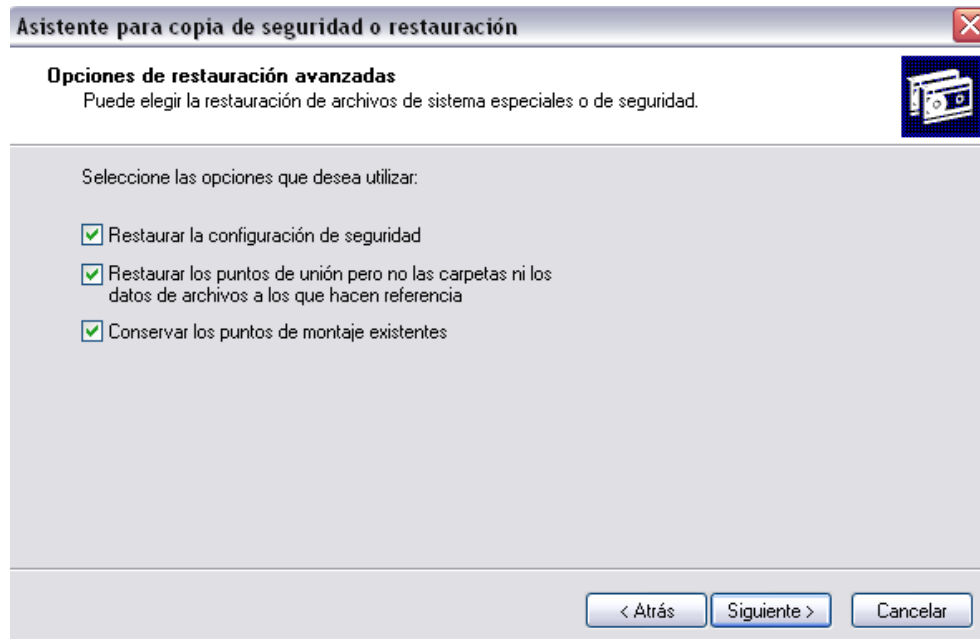 Asistente para copia de seguridad o restauración
Opciones de restauración avanzadas
Puede elegir la restauración de archivos de sistema especiales o de seguridad.
Seleccione las opciones que desea utilizar:
Restaurar la configuración de seguridad
Restaurar los puntos de unión pero no las carpetas ni los
datos de archivos a los que hacen referencia
Conservar los puntos de montaje existentes
< Atrás Siguiente > Cancelar